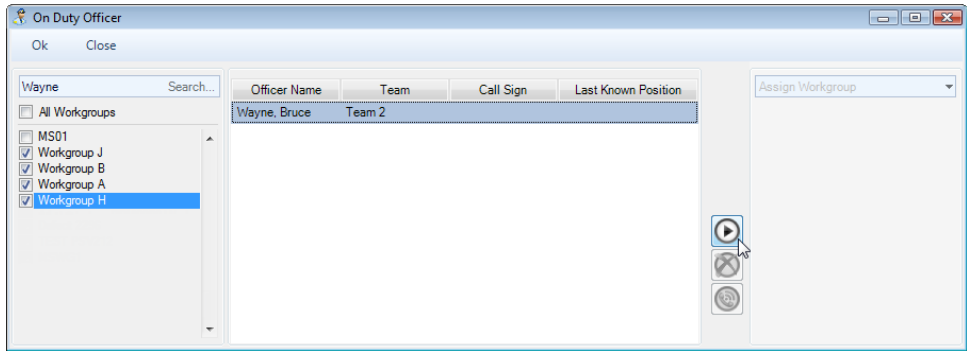 On Duty Officer
Ok Close
Wayne Search...
All Workgroups
MS01
Workgroup J
Workgroup B
Workgroup A
Workgroup H
Officer Name Team Call Sign Last Known Position
Wayne, Bruce Team 2
Assign Workgroup